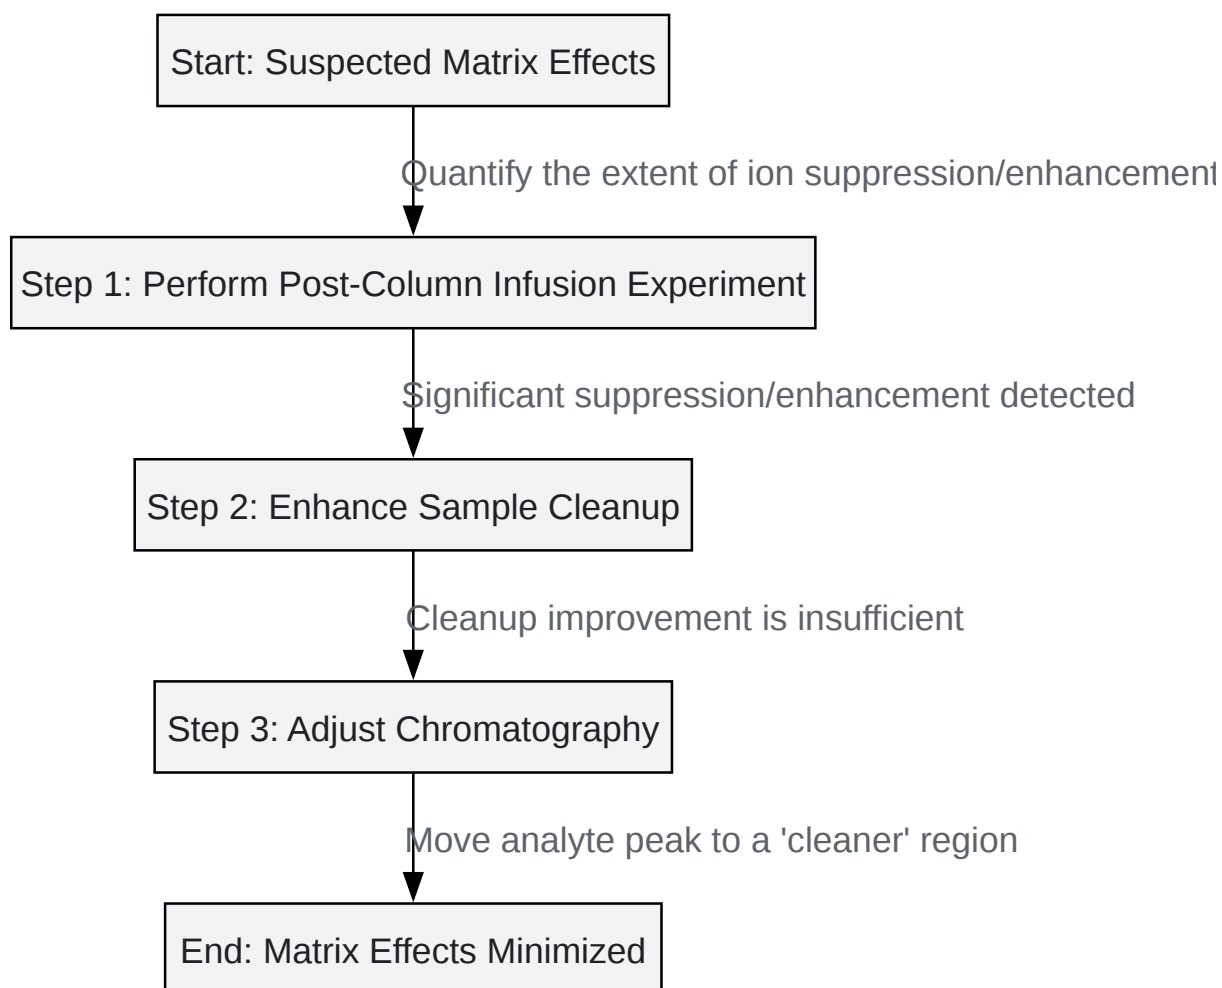 Start: Suspected Matrix Effects
Quantify the extent of ion suppression/enhancement
Step 1: Perform Post-Column Infusion Experiment
Significant suppression/enhancement detected
Step 2: Enhance Sample Cleanup
Cleanup improvement is insufficient
Step 3: Adjust Chromatography
Move analyte peak to a 'cleaner' region
End: Matrix Effects Minimized